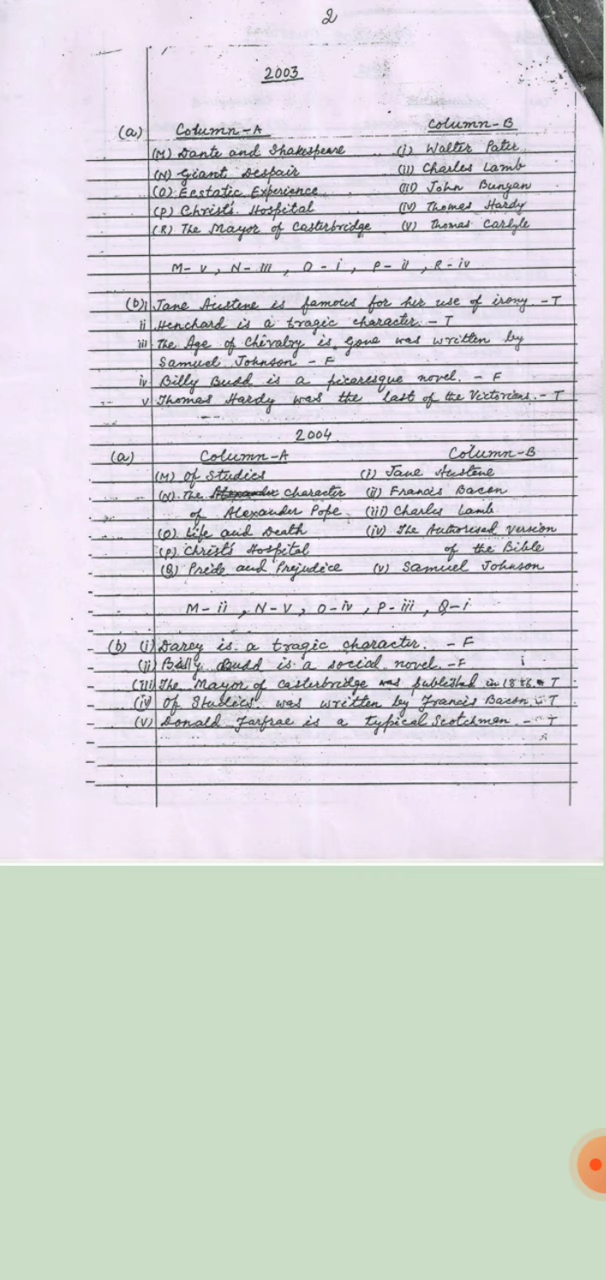 2
2003
(a) Column-A Column-B
(M) Dante and Shakespeare (i) Walter Pater
(N) Giant Despair (ii) Charles Lamb
(O) Ecstatic Experience (iii) John Bunyan
(P) Christ's Hospital (iv) Thomas Hardy
(R) The Mayor of Casterbridge (v) Thomas Carlyle
M-v, N-iii, O-i, P-ii, R-iv
(b) i Jane Austene is famous for her use of irony. -T
ii Henchard is a tragic character. - T
iii The Age of Chivalry is Gone was written by
Samuel Johnson - F
iv Billy Budd is a picaresque novel. - F
v Thomas Hardy was the last of the Victorians. - T
2004
(a) Column-A Column-B
(M) Of Studies (i) Jane Austene
(N) The character (ii) Francis Bacon
of Alexander Pope (iii) Charles Lamb
(O) Life and Death (iv) The Authorised Version
(P) Christ's Hospital of the Bible
(Q) Pride and Prejudice (v) Samuel Johnson
M-ii, N-v, O-iv, P-iii, Q-i
(b) (i) Darcy is a tragic character. - F
(ii) Billy Budd is a social novel. -F
(iii) The Mayor of Casterbridge was published in 1886 - T
(iv) Of Studies was written by Francis Bacon. - T
(v) Donald Farfrae is a typical Scotchman. - T